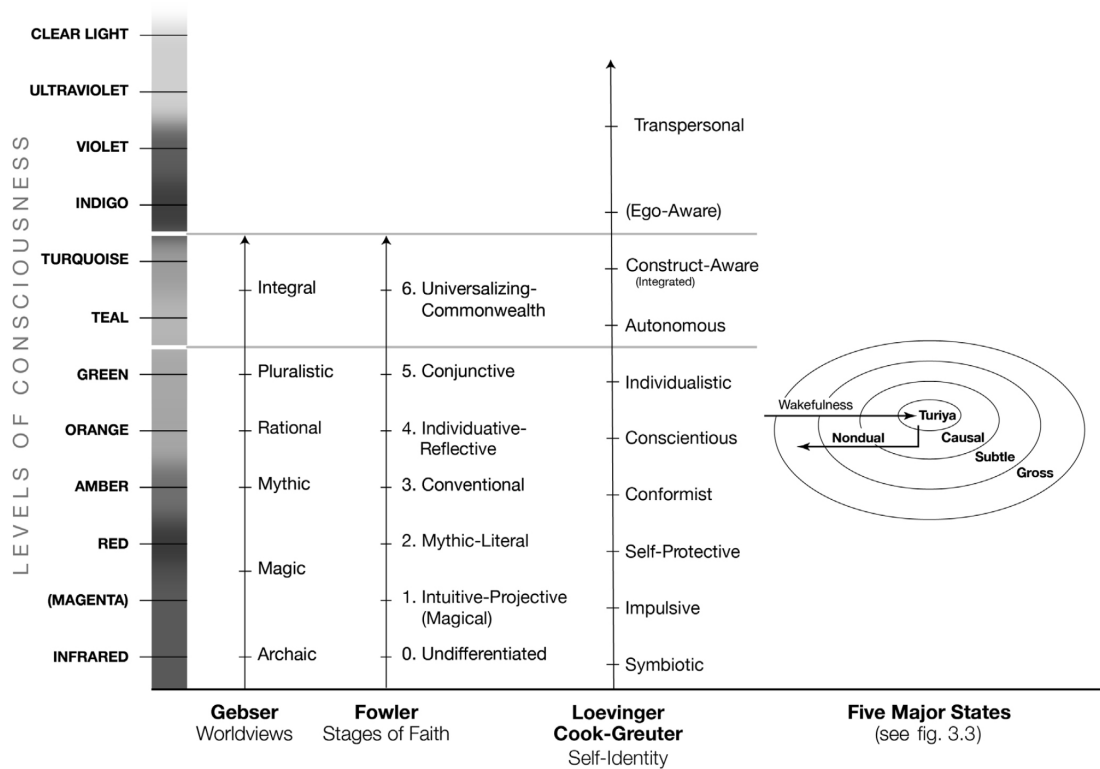 LEVELS OF CONSCIOUSNESS
CLEAR LIGHT
ULTRAVIOLET
VIOLET
INDIGO
TURQUOISE
TEAL
GREEN
ORANGE
AMBER
RED
(MAGENTA)
INFRARED
Integral
Pluralistic
Rational
Mythic
Magic
Archaic
Gebser
Worldviews
6. Universalizing-
Commonwealth
5. Conjunctive
4. Individuative-
Reflective
3. Conventional
2. Mythic-Literal
1. Intuitive-Projective
(Magical)
0. Undifferentiated
Fowler
Stages of Faith
Transpersonal
(Ego-Aware)
Construct-Aware
(Integrated)
Autonomous
Individualistic
Conscientious
Conformist
Self-Protective
Impulsive
Symbiotic
Loevinger
Cook-Greuter
Self-Identity
Wakefulness
Turiya
Nondual
Causal
Subtle
Gross
Five Major States
(see fig. 3.3)